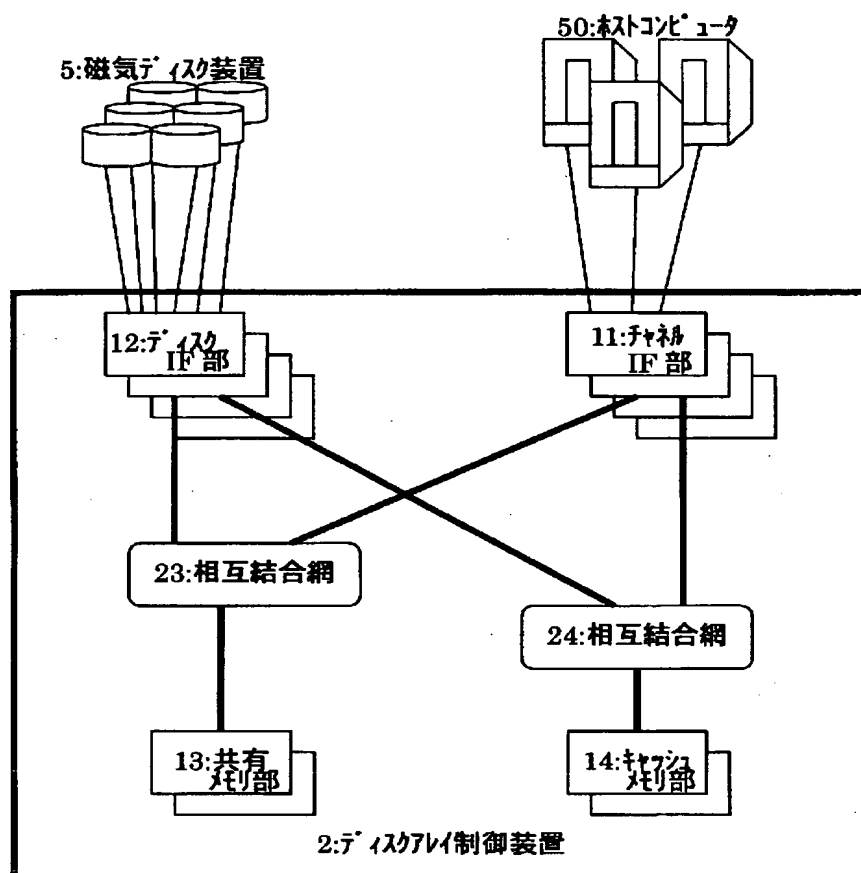 50:ホストコンピュータ
5:磁気ディスク装置
12:ディスク
IF部
11:チャネル
IF部
23:相互結合網
24:相互結合網
13:共有
メモリ部
14:キャッシュ
メモリ部
2:ディスクアレイ制御装置